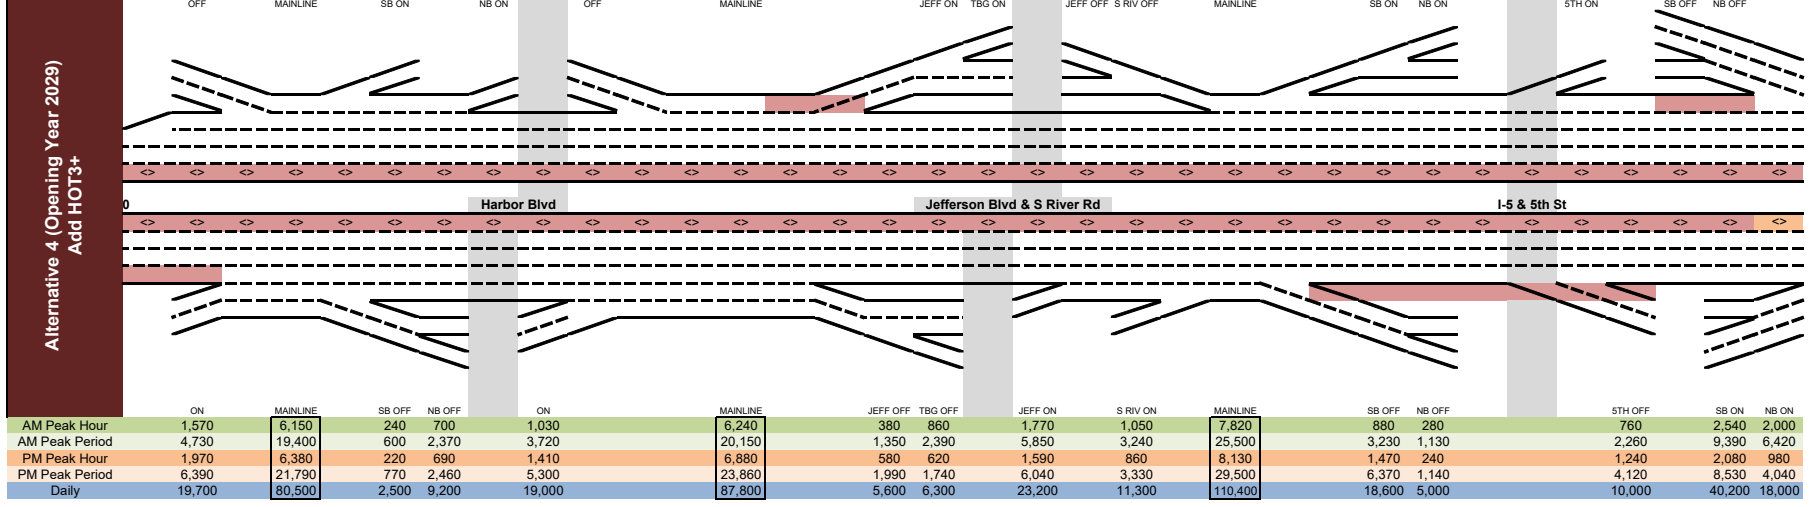 OFF MAINLINE SB ON NB ON OFF MAINLINE JEFF ON TBG ON JEFF OFF S RIV OFF MAINLINE SB ON NB ON 5TH ON SB OFF NB OFF
Alternative 4 (Opening Year 2029)
Add HOT3+
<> <> <> <> <> <> <> <> <> <> <> <> <> <> <> <> <> <> <> <> <> <> <> <> <> <> <> <> <> <> <> <> <> <>
0 Harbor Blvd Jefferson Blvd & S River Rd I-5 & 5th St
<> <> <> <> <> <> <> <> <> <> <> <> <> <> <> <> <> <> <> <> <> <> <> <> <> <> <> <> <> <> <> <> <> <>
ON MAINLINE SB OFF NB OFF ON MAINLINE JEFF OFF TBG OFF JEFF ON S RIV ON MAINLINE SB OFF NB OFF 5TH OFF SB ON NB ON
AM Peak Hour 1,570 6,150 240 700 1,030 6,240 380 860 1,770 1,050 7,820 880 280 760 2,540 2,000
AM Peak Period 4,730 19,400 600 2,370 3,720 20,150 1,350 2,390 5,850 3,240 25,500 3,230 1,130 2,260 9,390 6,420
PM Peak Hour 1,970 6,380 220 690 1,410 6,880 580 620 1,590 860 8,130 1,470 240 1,240 2,080 980
PM Peak Period 6,390 21,790 770 2,460 5,300 23,860 1,990 1,740 6,040 3,330 29,500 6,370 1,140 4,120 8,530 4,040
Daily 19,700 80,500 2,500 9,200 19,000 87,800 5,600 6,300 23,200 11,300 110,400 18,600 5,000 10,000 40,200 18,000